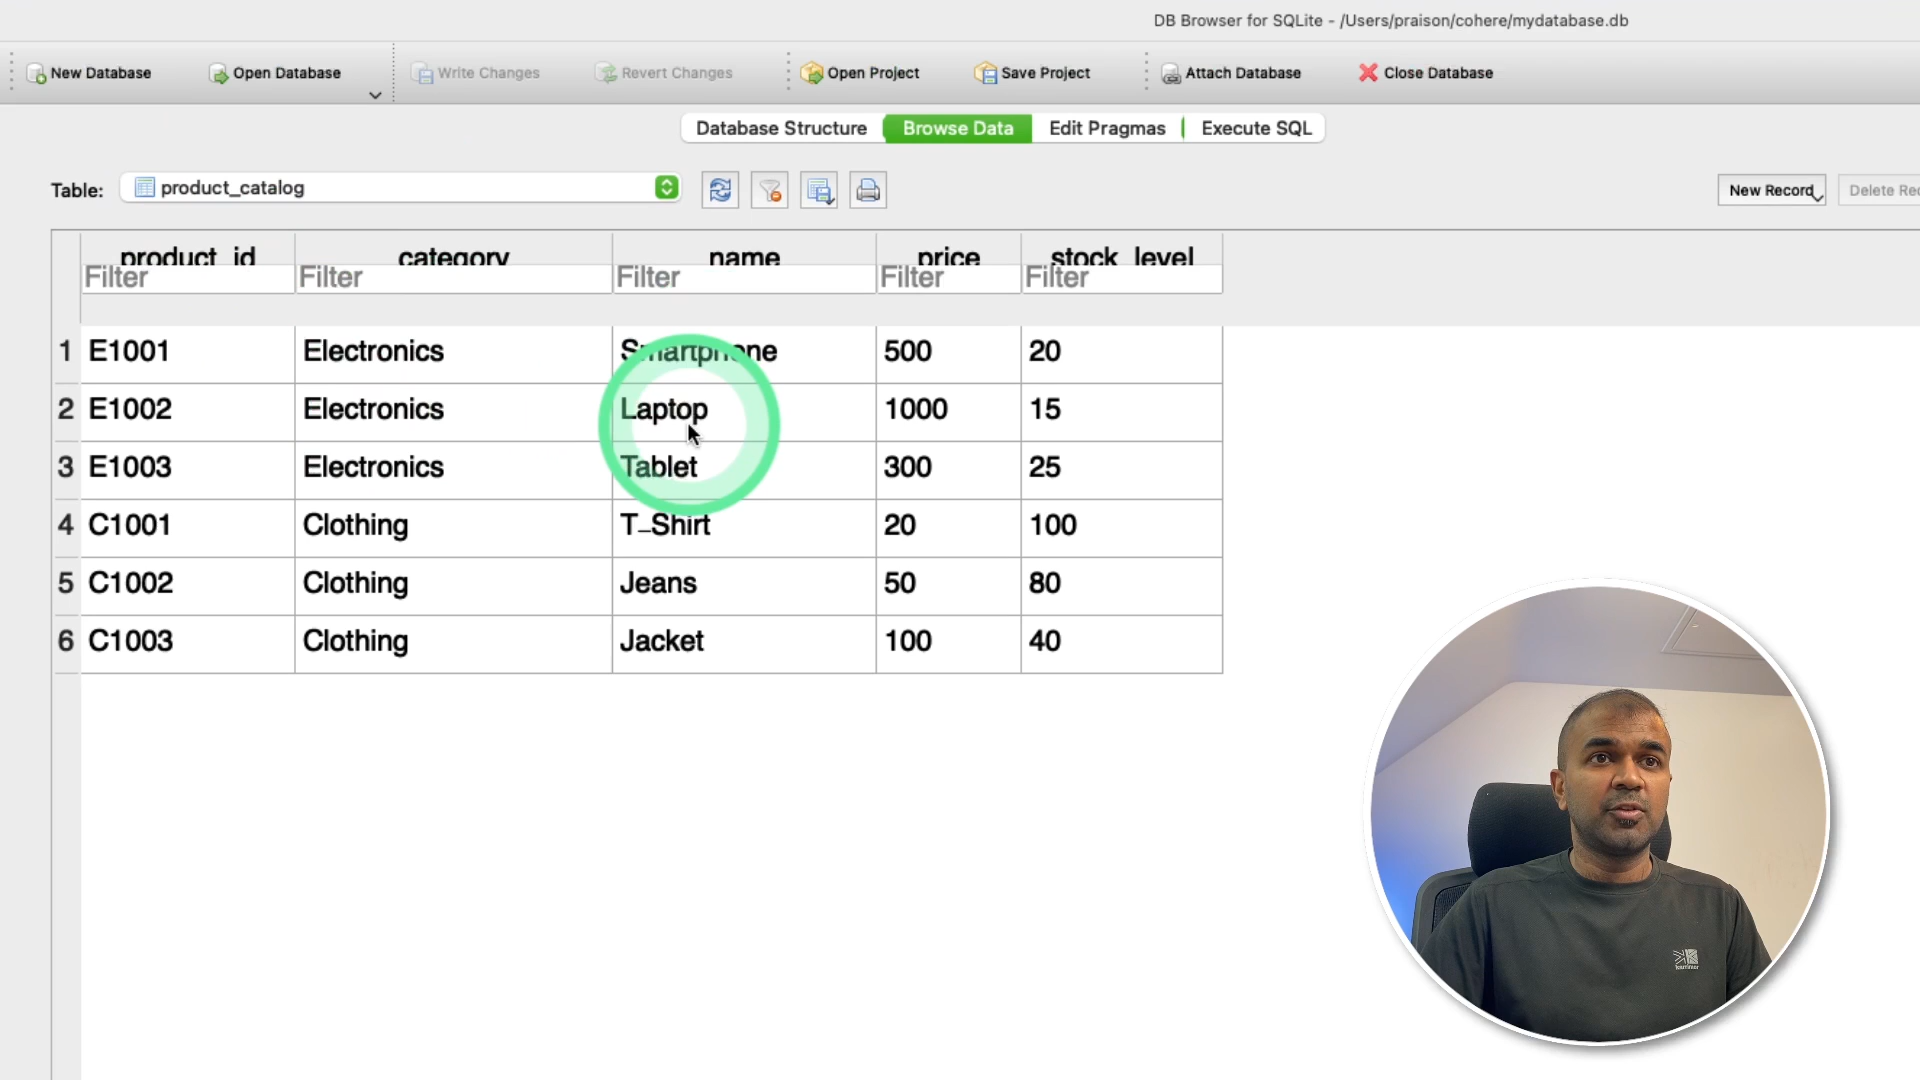 DB Browser for SQLite - /Users/praison/cohere/mydatabase.db
New Database Open Database Write Changes Revert Changes Open Project Save Project Attach Database Close Database
Database Structure Browse Data Edit Pragmas Execute SQL
Table: product_catalog New Record Delete Rec
product_id category name price stock_level
Filter Filter Filter Filter Filter
1 E1001 Electronics Smartphone 500 20
2 E1002 Electronics Laptop 1000 15
3 E1003 Electronics Tablet 300 25
4 C1001 Clothing T-Shirt 20 100
5 C1002 Clothing Jeans 50 80
6 C1003 Clothing Jacket 100 40